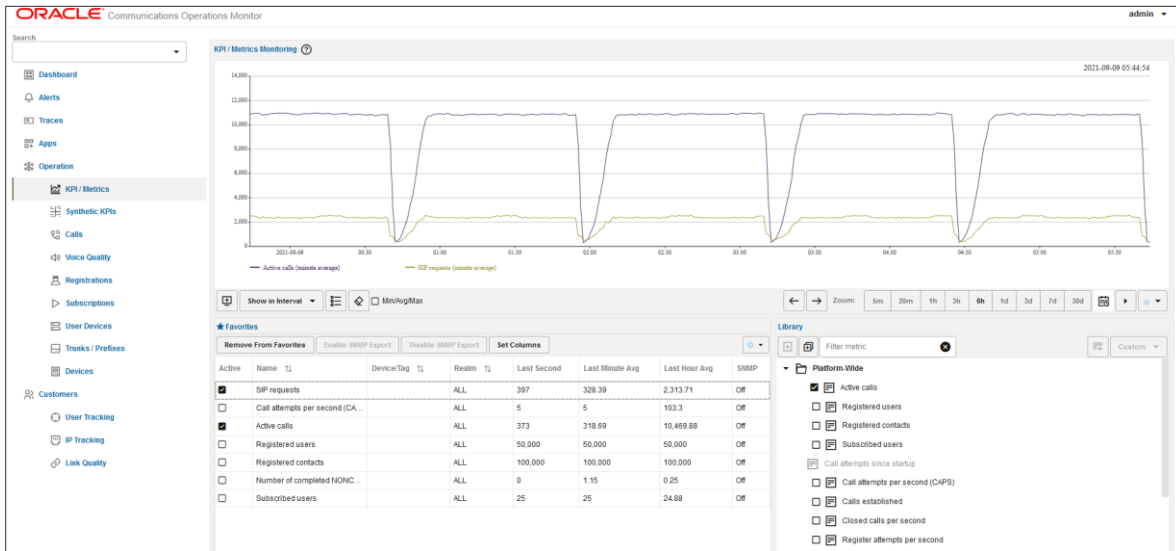 ORACLE Communications Operations Monitor
admin
Search
Dashboard
Alerts
Traces
Apps
Operation
KPI / Metrics
Synthetic KPIs
Calls
Voice Quality
Registrations
Subscriptions
User Devices
Trunks / Prefixes
Devices
Customers
User Tracking
IP Tracking
Link Quality
KPI / Metrics Monitoring ?
2021-09-09 05:44:54
14,000
12,000
10,000
8,000
6,000
4,000
2,000
0
2021-09-09 00:30 01:00 01:30 02:00 02:30 03:00 03:30 04:00 04:30 05:00 05:30
Active calls (minute average) SIP requests (minute average)
Show in Interval Min/Avg/Max Zoom: 5m 20m 1h 3h 6h 1d 3d 7d 30d
Favorites
Remove From Favorites Enable SNMP Export Disable SNMP Export Set Columns
Active Name Device/Tag Realm Last Second Last Minute Avg Last Hour Avg SNMP
SIP requests ALL 397 328.39 2,313.71 Off
Call attempts per second (CA... ALL 5 5 103.3 Off
Active calls ALL 373 318.69 10,469.88 Off
Registered users ALL 50,000 50,000 50,000 Off
Registered contacts ALL 100,000 100,000 100,000 Off
Number of completed NONC... ALL 0 1.15 0.25 Off
Subscribed users ALL 25 25 24.88 Off
Library
Filter metric Custom
Platform-Wide
Active calls
Registered users
Registered contacts
Subscribed users
Call attempts since startup
Call attempts per second (CAPS)
Calls established
Closed calls per second
Register attempts per second